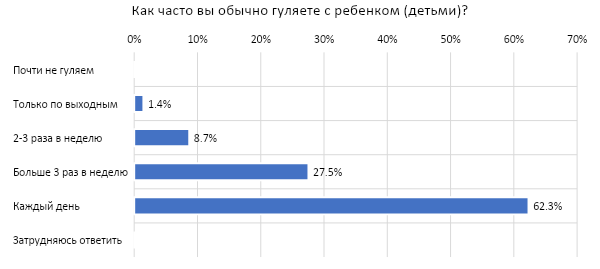 Как часто вы обычно гуляете с ребенком (детьми)?
0% 10% 20% 30% 40% 50% 60% 70%
Почти не гуляем
Только по выходным 1.4%
2-3 раза в неделю 8.7%
Больше 3 раз в неделю 27.5%
Каждый день 62.3%
Затрудняюсь ответить